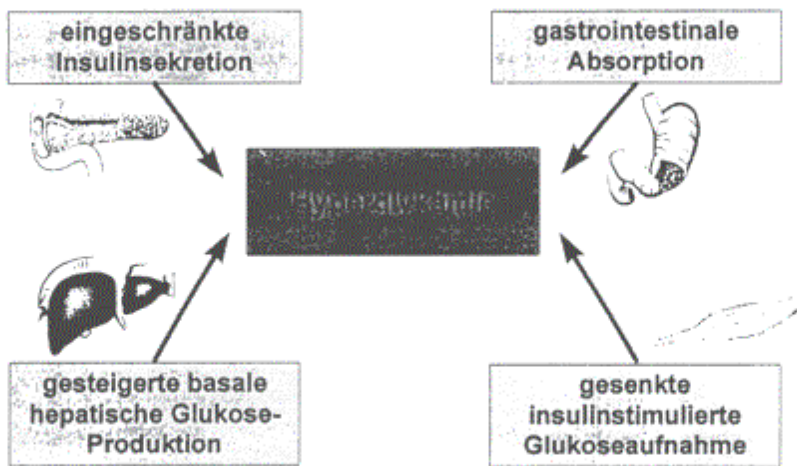 eingeschränkte
Insulinsekretion
gastrointestinale
Absorption
Hyperglykämie
gesteigerte basale
hepatische Glukose-
Produktion
gesenkte
insulinstimulierte
Glukoseaufnahme